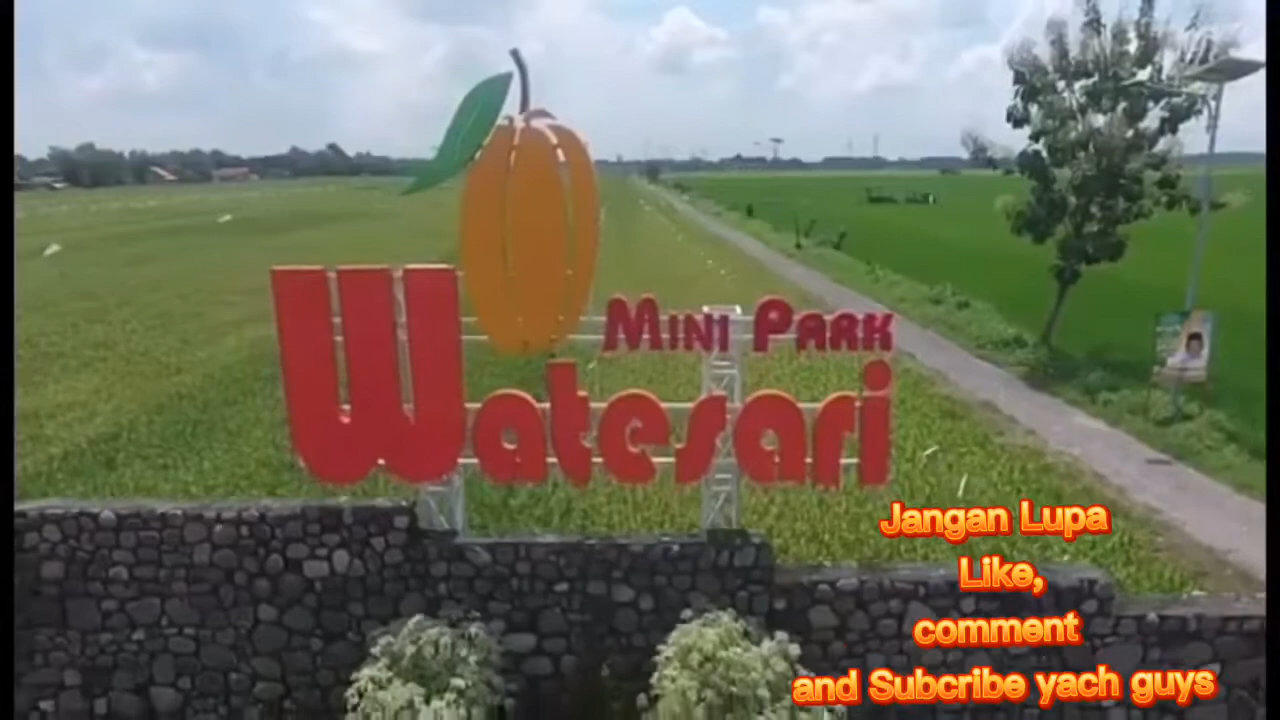 Mini Park
Watesari
Jangan Lupa
Like,
comment
and Subcribe yach guys